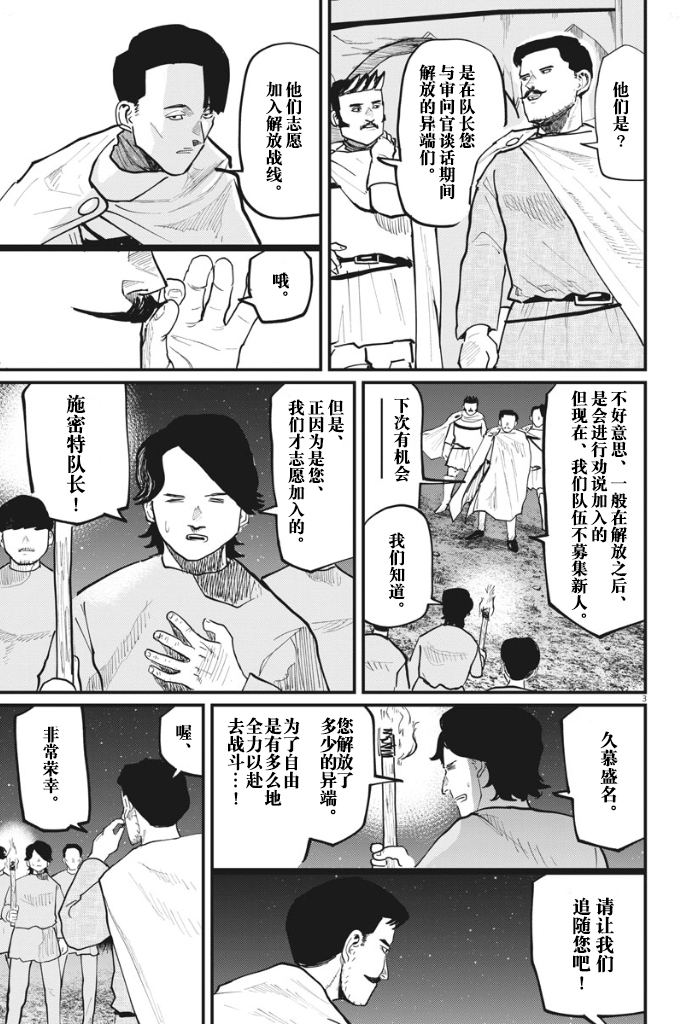 他们是?
是在队长您
与审问官谈话期间
解放的异端们。
他们志愿
加入解放战线。
哦。
不好意思、一般在解放之后、
是会进行劝说加入的
但现在、我们队伍不募集新人。
下次有机会
——
我们知道。
但是、
正因为是您、
我们才志愿加入的。
施密特队长!
3
久慕盛名。
您解放了
多少的异端。
为了自由
是有多么地
全力以赴
去战斗…!
请让我们
追随您吧!
喔、
非常荣幸。